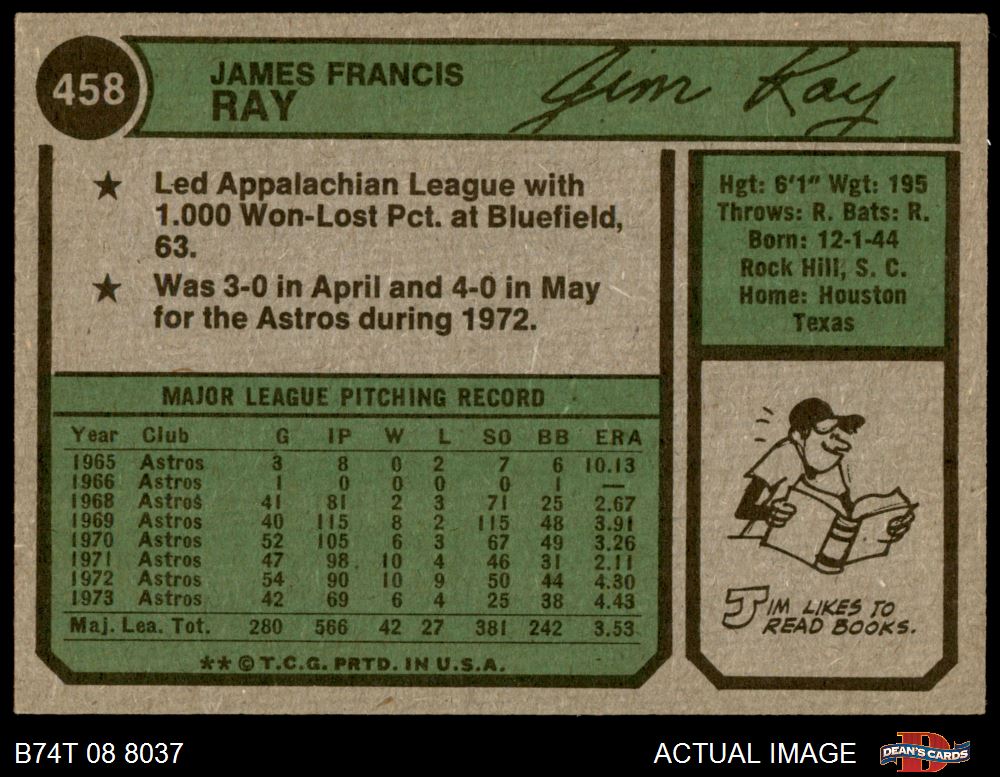 458
JAMES FRANCIS
RAY
Jim Ray
★ Led Appalachian League with
1.000 Won-Lost Pct. at Bluefield,
63.
★ Was 3-0 in April and 4-0 in May
for the Astros during 1972.
Hgt: 6'1" Wgt: 195
Throws: R. Bats: R.
Born: 12-1-44
Rock Hill, S. C.
Home: Houston
Texas
MAJOR LEAGUE PITCHING RECORD
Year Club G IP W L SO BB ERA
1965 Astros 3 8 0 2 7 6 10.13
1966 Astros 1 0 0 0 0 1 —
1968 Astros 41 81 2 3 71 25 2.67
1969 Astros 40 115 8 2 115 48 3.91
1970 Astros 52 105 6 3 67 49 3.26
1971 Astros 47 98 10 4 46 31 2.11
1972 Astros 54 90 10 9 50 44 4.30
1973 Astros 42 69 6 4 25 38 4.43
Maj. Lea. Tot. 280 566 42 27 381 242 3.53
** © T.C.G. PRTD. IN U.S.A.
JIM LIKES TO
READ BOOKS.
B74T 08 8037
ACTUAL IMAGE
DEAN'S CARDS